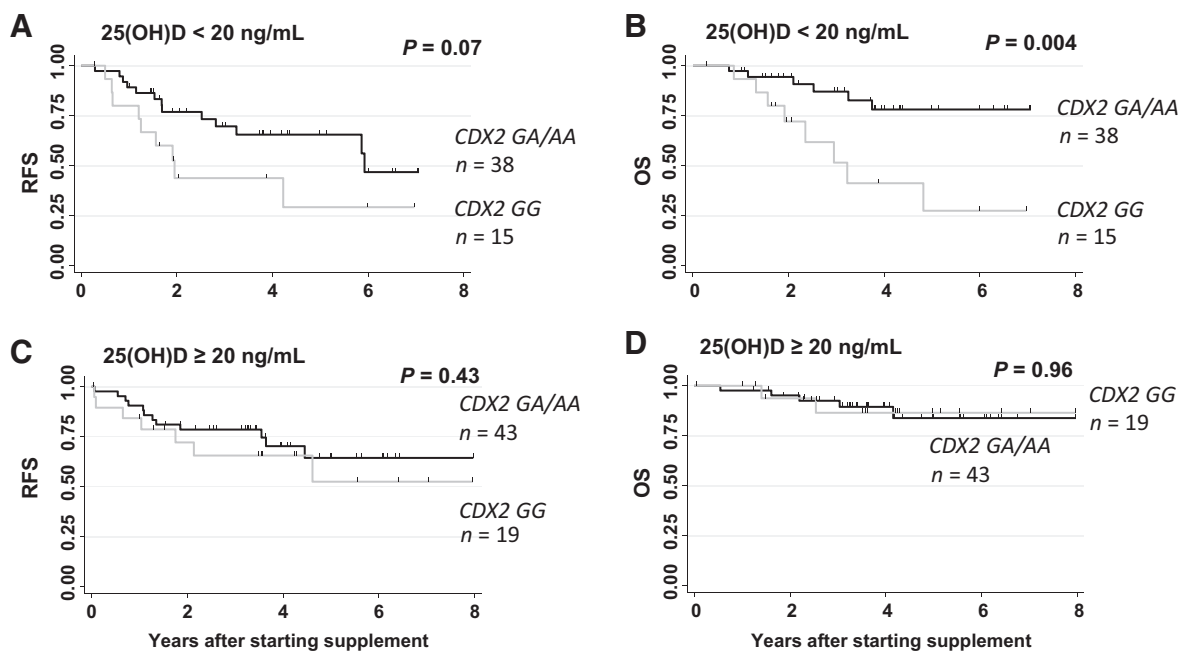 A
25(OH)D < 20 ng/mL
P = 0.07
1.00
0.75
0.50
0.25
0.00
RFS
CDX2 GA/AA
n = 38
CDX2 GG
n = 15
0 2 4 6 8
B
25(OH)D < 20 ng/mL
P = 0.004
1.00
0.75
0.50
0.25
0.00
OS
CDX2 GA/AA
n = 38
CDX2 GG
n = 15
0 2 4 6 8
C
25(OH)D ≥ 20 ng/mL
P = 0.43
1.00
0.75
0.50
0.25
0.00
RFS
CDX2 GA/AA
n = 43
CDX2 GG
n = 19
0 2 4 6 8
Years after starting supplement
D
25(OH)D ≥ 20 ng/mL
P = 0.96
1.00
0.75
0.50
0.25
0.00
OS
CDX2 GG
n = 19
CDX2 GA/AA
n = 43
0 2 4 6 8
Years after starting supplement